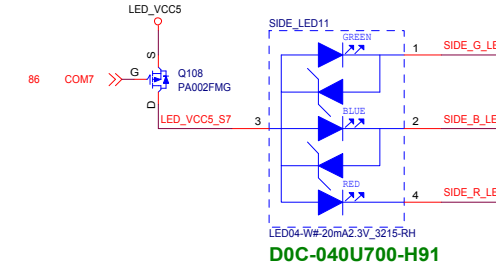 LED_VCC5
SIDE_LED11
GREEN
1 SIDE_G_LE
S
86 COM7 G Q108
PA002FMG
D
BLUE
LED_VCC5_S7 3 2 SIDE_B_LE
RED
4 SIDE_R_LE
LED04-W#-20mA2.3V_3215-RH
D0C-040U700-H91